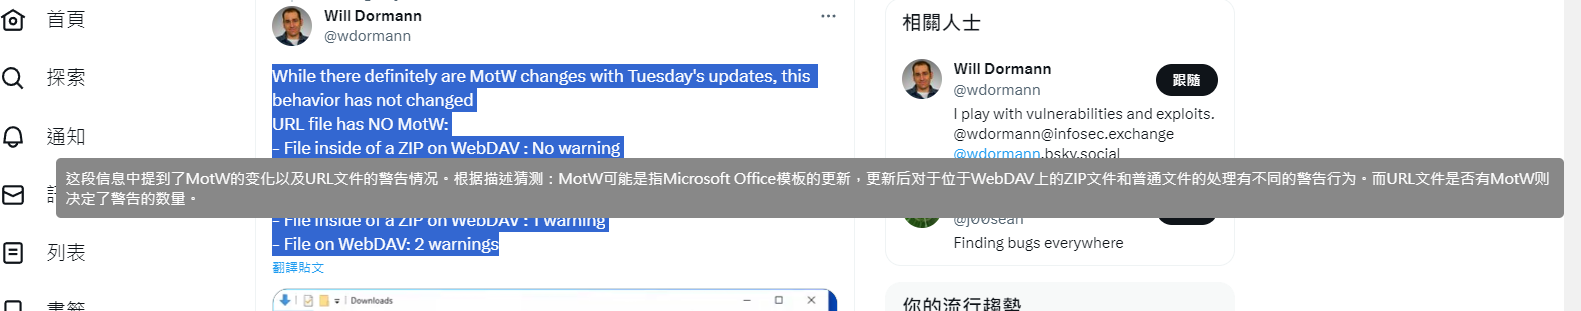 首頁
探索
通知
列表
書籤
Will Dormann
@wdormann
While there definitely are MotW changes with Tuesday's updates, this
behavior has not changed
URL file has NO MotW:
- File inside of a ZIP on WebDAV : No warning
这段信息中提到了MotW的变化以及URL文件的警告情况。根据描述猜测：MotW可能是指Microsoft Office模板的更新，更新后对于位于WebDAV上的ZIP文件和普通文件的处理有不同的警告行为。而URL文件是否有MotW则
决定了警告的数量。
- File inside of a ZIP on WebDAV : 1 warning
- File on WebDAV: 2 warnings
翻譯貼文
Downloads
相關人士
Will Dormann
@wdormann
跟隨
I play with vulnerabilities and exploits.
@wdormann@infosec.exchange
@wdormann.bsky.social
@j00sean
Finding bugs everywhere
你的流行趨勢